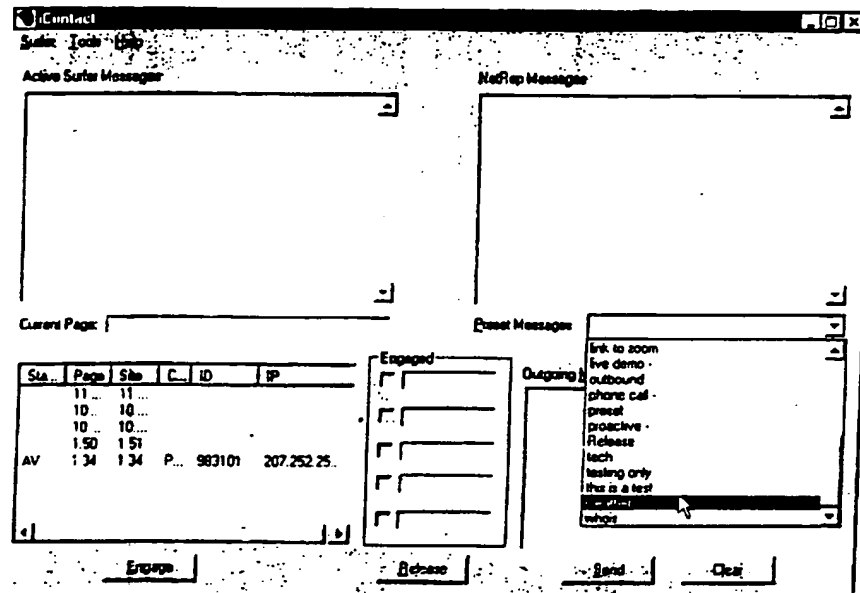 iContact
Surfer Tools Help
Active Surfer Messages
NetRep Messages
Current Page:
Preset Messages
link to zoom
live demo -
outbound
phone call -
preset
proactive -
Release
tech
testing only
this is a test
whois
Sta... Page Site C... ID IP
11 ... 11 ...
10 ... 10 ...
10 ... 10 ...
1.50 1 51
AV 1 34 1 34 P... 983101 207.252.25..
Engaged
Outgoing
Engage
Release
Send
Clear